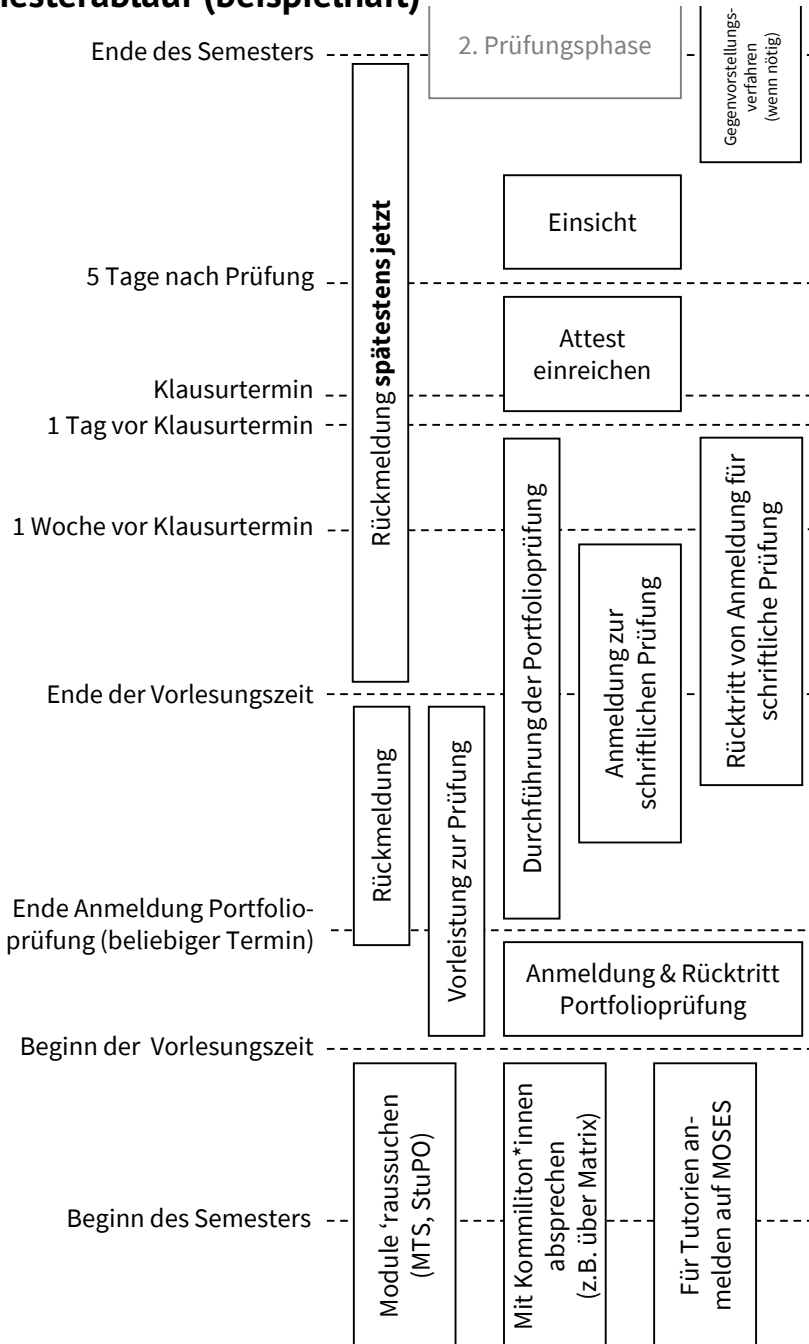 Ende des Semesters
2. Prüfungsphase
Gegenvorstellungs-
verfahren
(wenn nötig)
Einsicht
Rückmeldung spätestens jetzt
5 Tage nach Prüfung
Attest
einreichen
Klausurtermin
1 Tag vor Klausurtermin
1 Woche vor Klausurtermin
Durchführung der Portfolioprüfung
Anmeldung zur
schriftlichen Prüfung
Rücktritt von Anmeldung für
schriftliche Prüfung
Ende der Vorlesungszeit
Rückmeldung
Vorleistung zur Prüfung
Ende Anmeldung Portfolio-
prüfung (beliebiger Termin)
Anmeldung & Rücktritt
Portfolioprüfung
Beginn der Vorlesungszeit
Module ‘raussuchen
(MTS, StuPO)
Mit Kommiliton*innen
absprechen
(z.B. über Matrix)
Für Tutorien an-
melden auf MOSES
Beginn des Semesters